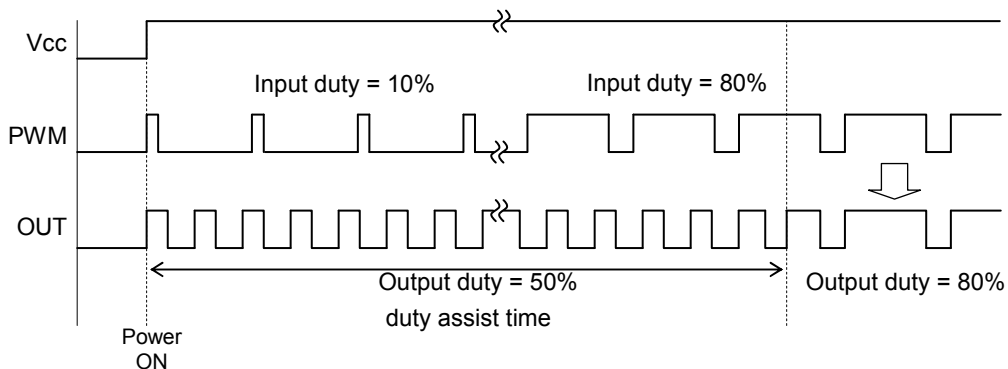 Vcc
Input duty = 10%
Input duty = 80%
PWM
OUT
Output duty = 50%
Output duty = 80%
duty assist time
Power
ON